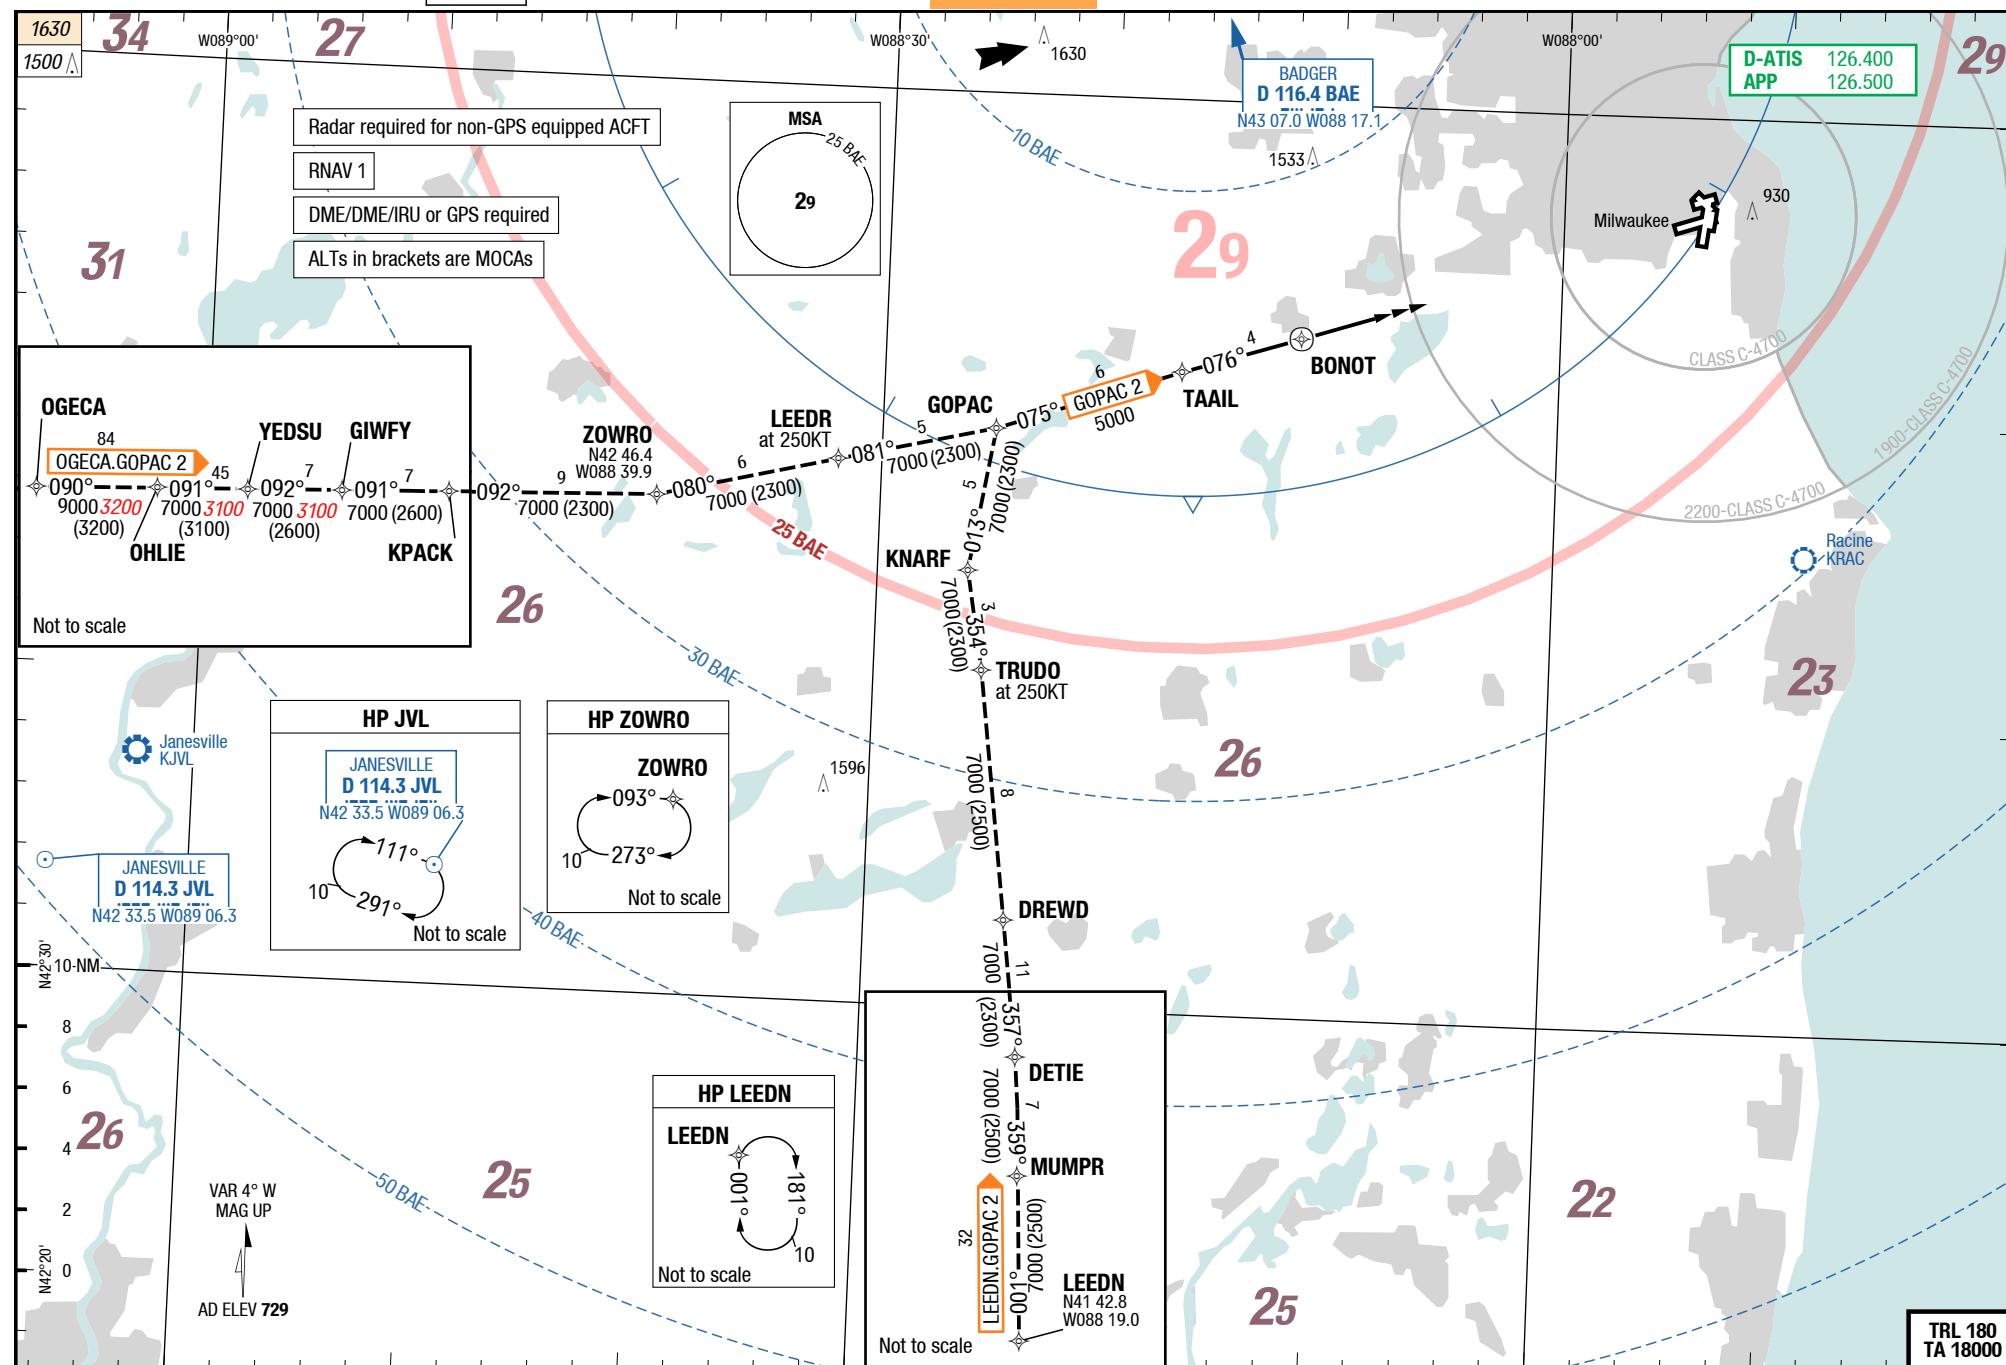 1630
1500
34
27
29
31
W089°00'
W088°30'
W088°00'
1630
BADGER
D 116.4 BAE
N43 07.0 W088 17.1
D-ATIS 126.400
APP 126.500
Radar required for non-GPS equipped ACFT
RNAV 1
DME/DME/IRU or GPS required
ALTs in brackets are MOCAs
MSA
25 BAE
29
10 BAE
1533
29
Milwaukee
930
CLASS C-4700
1900-CLASS C-4700
2200-CLASS C-4700
OGECA
84
OGECA.GOPAC 2
090°
9000 3200
(3200)
OHLIE
45
091°
7000 3100
(3100)
YEDSU
7
092°
7000 3100
(2600)
GIWFY
7
091°
7000 (2600)
KPACK
Not to scale
092°
9
7000 (2300)
ZOWRO
N42 46.4
W088 39.9
080°
6
7000 (2300)
LEEDR
at 250KT
081°
5
7000 (2300)
GOPAC
075°
6
GOPAC 2
5000
TAAIL
076°
4
BONOT
25 BAE
5
7000 (2300)
013°
KNARF
3
354°
7000 (2300)
TRUDO
at 250KT
26
30 BAE
Racine
KRAC
23
26
8
7000 (2500)
DREWD
11
7000 (2300)
357°
DETIE
7
7000 (2500)
359°
MUMPR
32
LEEDN.GOPAC 2
7000 (2500)
001°
LEEDN
N41 42.8
W088 19.0
Not to scale
Janesville
KJVL
JANESVILLE
D 114.3 JVL
N42 33.5 W089 06.3
HP JVL
JANESVILLE
D 114.3 JVL
N42 33.5 W089 06.3
111°
10
291°
Not to scale
HP ZOWRO
ZOWRO
093°
10
273°
Not to scale
1596
40 BAE
N42°30'
10-NM
8
6
4
2
0
N42°20'
26
25
50 BAE
VAR 4° W
MAG UP
AD ELEV 729
HP LEEDN
LEEDN
001°
181°
10
Not to scale
22
25
TRL 180
TA 18000